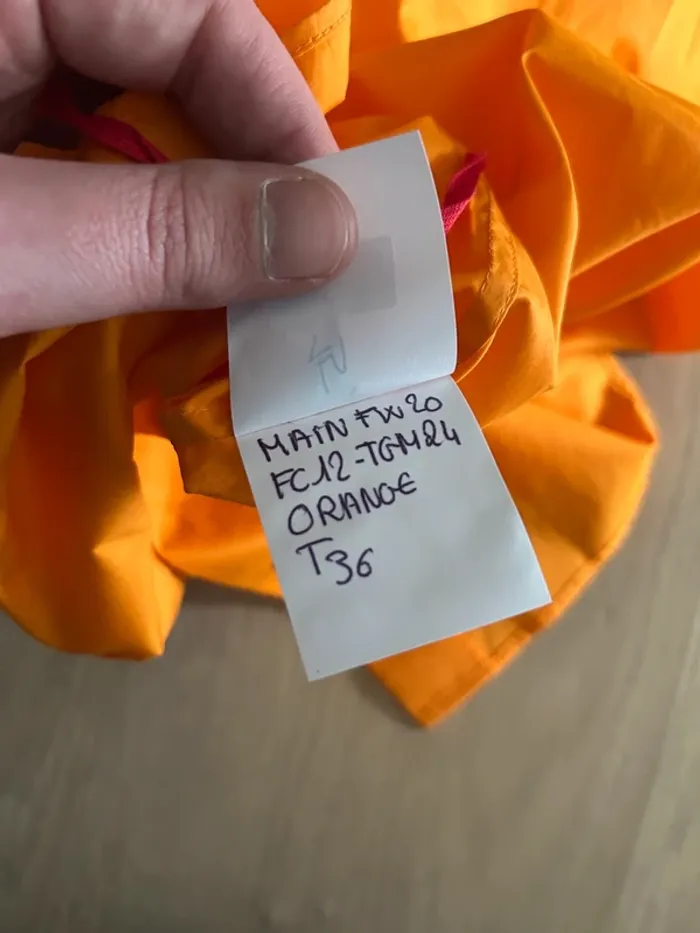 MAIN FW20
FC12-TGM24
ORANGE
T36